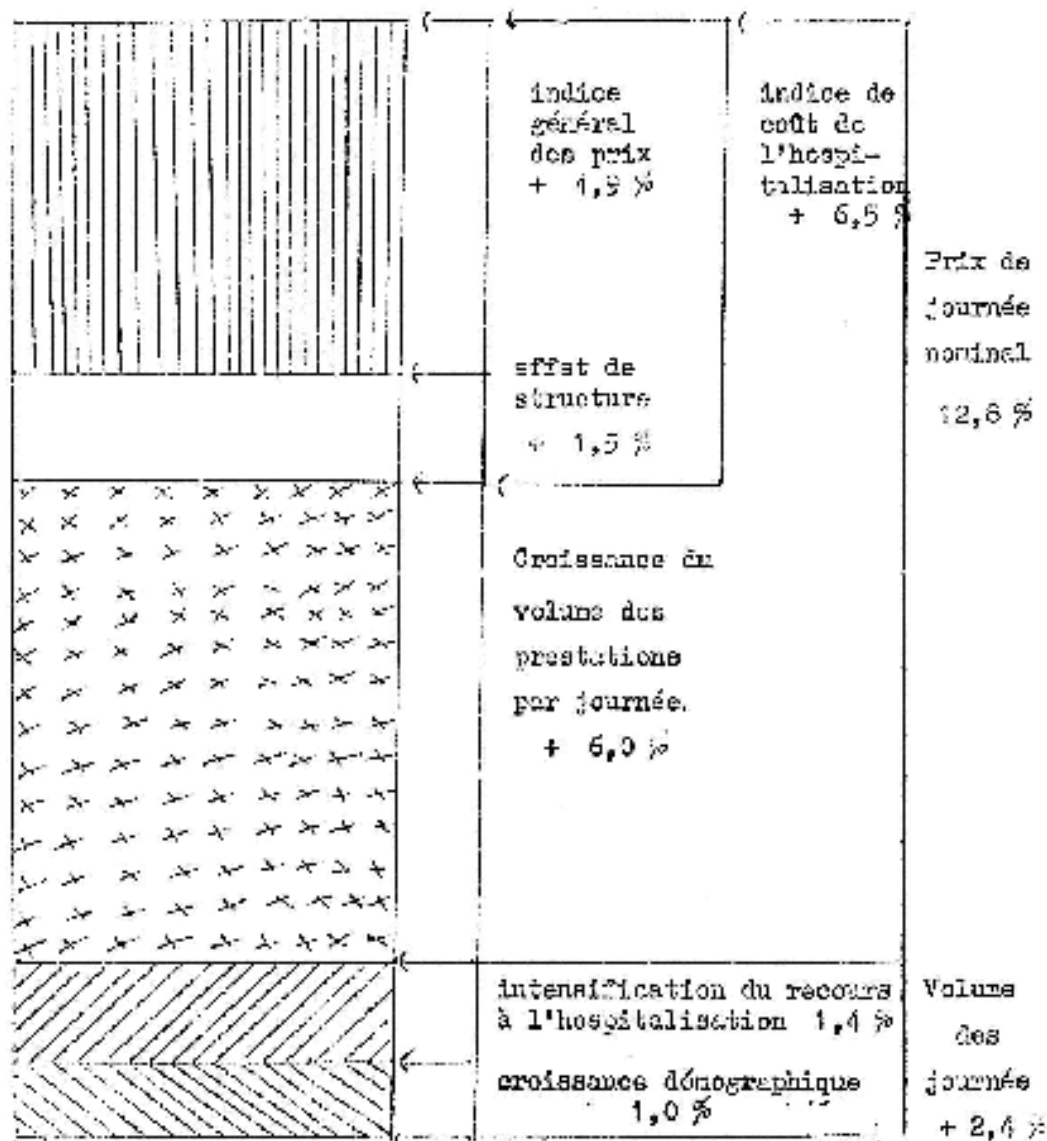 indice
général
des prix
+ 4,9 %
indice de
coût de
l'hospi-
talisation
+ 6,5 %
Prix de
journée
nominal
12,8 %
effet de
structure
+ 1,5 %
Croissance du
volume des
prestations
par journée.
+ 6,0 %
intensification du recours
à l'hospitalisation 1,4 %
croissance démographique
1,0 %
Volume
des
journée
+ 2,4 %